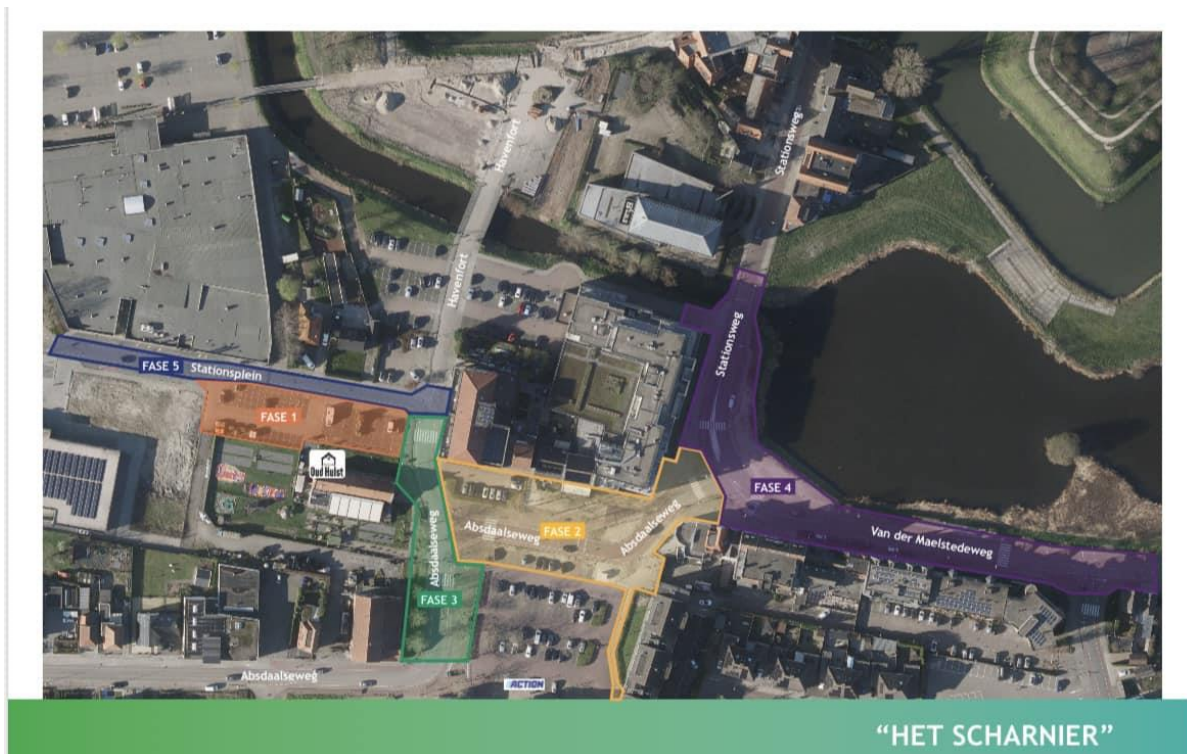 Stationsweg
Havenfort
Havenfort
Stationsweg
FASE 5
Stationsplein
FASE 1
Oud Hulst
FASE 4
Absdaalseweg
FASE 2
Absdaalseweg
Van der Maelstedeweg
Absdaalseweg
FASE 3
Absdaalseweg
ACTION
“HET SCHARNIER”